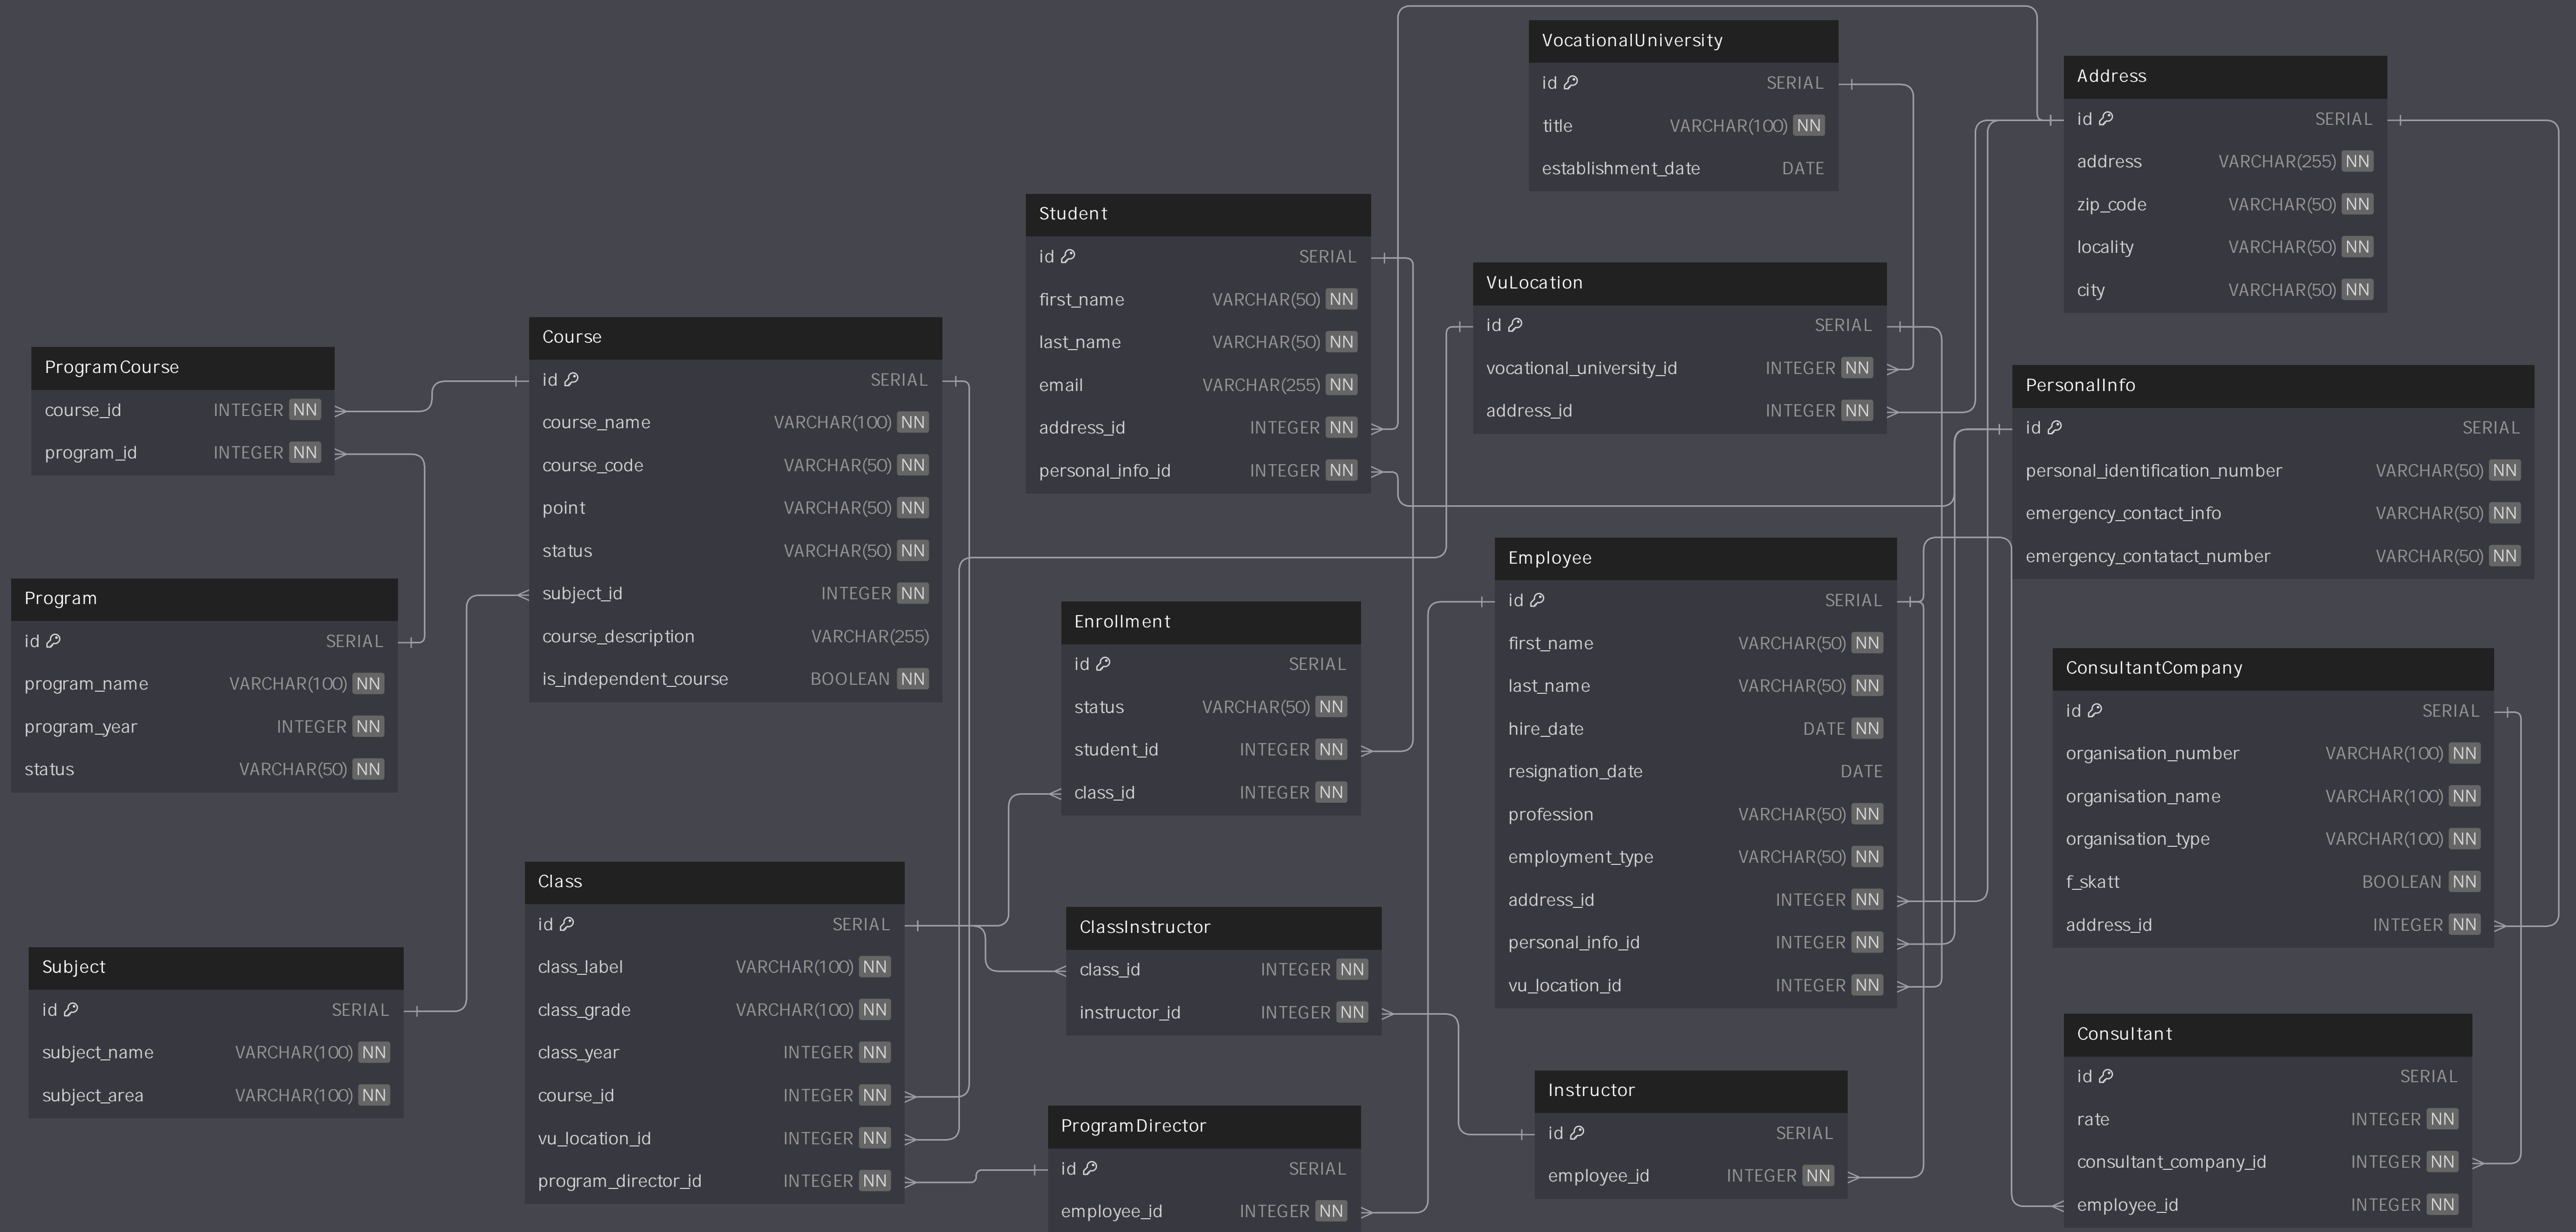 VocationalUniversity
id SERIAL
title VARCHAR(100) NN
establishment_date DATE
Address
id SERIAL
address VARCHAR(255) NN
zip_code VARCHAR(50) NN
locality VARCHAR(50) NN
city VARCHAR(50) NN
Student
id SERIAL
first_name VARCHAR(50) NN
last_name VARCHAR(50) NN
email VARCHAR(255) NN
address_id INTEGER NN
personal_info_id INTEGER NN
VuLocation
id SERIAL
vocational_university_id INTEGER NN
address_id INTEGER NN
Course
id SERIAL
course_name VARCHAR(100) NN
course_code VARCHAR(50) NN
point VARCHAR(50) NN
status VARCHAR(50) NN
subject_id INTEGER NN
course_description VARCHAR(255)
is_independent_course BOOLEAN NN
ProgramCourse
course_id INTEGER NN
program_id INTEGER NN
PersonalInfo
id SERIAL
personal_identification_number VARCHAR(50) NN
emergency_contact_info VARCHAR(50) NN
emergency_contatact_number VARCHAR(50) NN
Program
id SERIAL
program_name VARCHAR(100) NN
program_year INTEGER NN
status VARCHAR(50) NN
Enrollment
id SERIAL
status VARCHAR(50) NN
student_id INTEGER NN
class_id INTEGER NN
Employee
id SERIAL
first_name VARCHAR(50) NN
last_name VARCHAR(50) NN
hire_date DATE NN
resignation_date DATE
profession VARCHAR(50) NN
employment_type VARCHAR(50) NN
address_id INTEGER NN
personal_info_id INTEGER NN
vu_location_id INTEGER NN
ConsultantCompany
id SERIAL
organisation_number VARCHAR(100) NN
organisation_name VARCHAR(100) NN
organisation_type VARCHAR(100) NN
f_skatt BOOLEAN NN
address_id INTEGER NN
Subject
id SERIAL
subject_name VARCHAR(100) NN
subject_area VARCHAR(100) NN
Class
id SERIAL
class_label VARCHAR(100) NN
class_grade VARCHAR(100) NN
class_year INTEGER NN
course_id INTEGER NN
vu_location_id INTEGER NN
program_director_id INTEGER NN
ClassInstructor
class_id INTEGER NN
instructor_id INTEGER NN
ProgramDirector
id SERIAL
employee_id INTEGER NN
Instructor
id SERIAL
employee_id INTEGER NN
Consultant
id SERIAL
rate INTEGER NN
consultant_company_id INTEGER NN
employee_id INTEGER NN